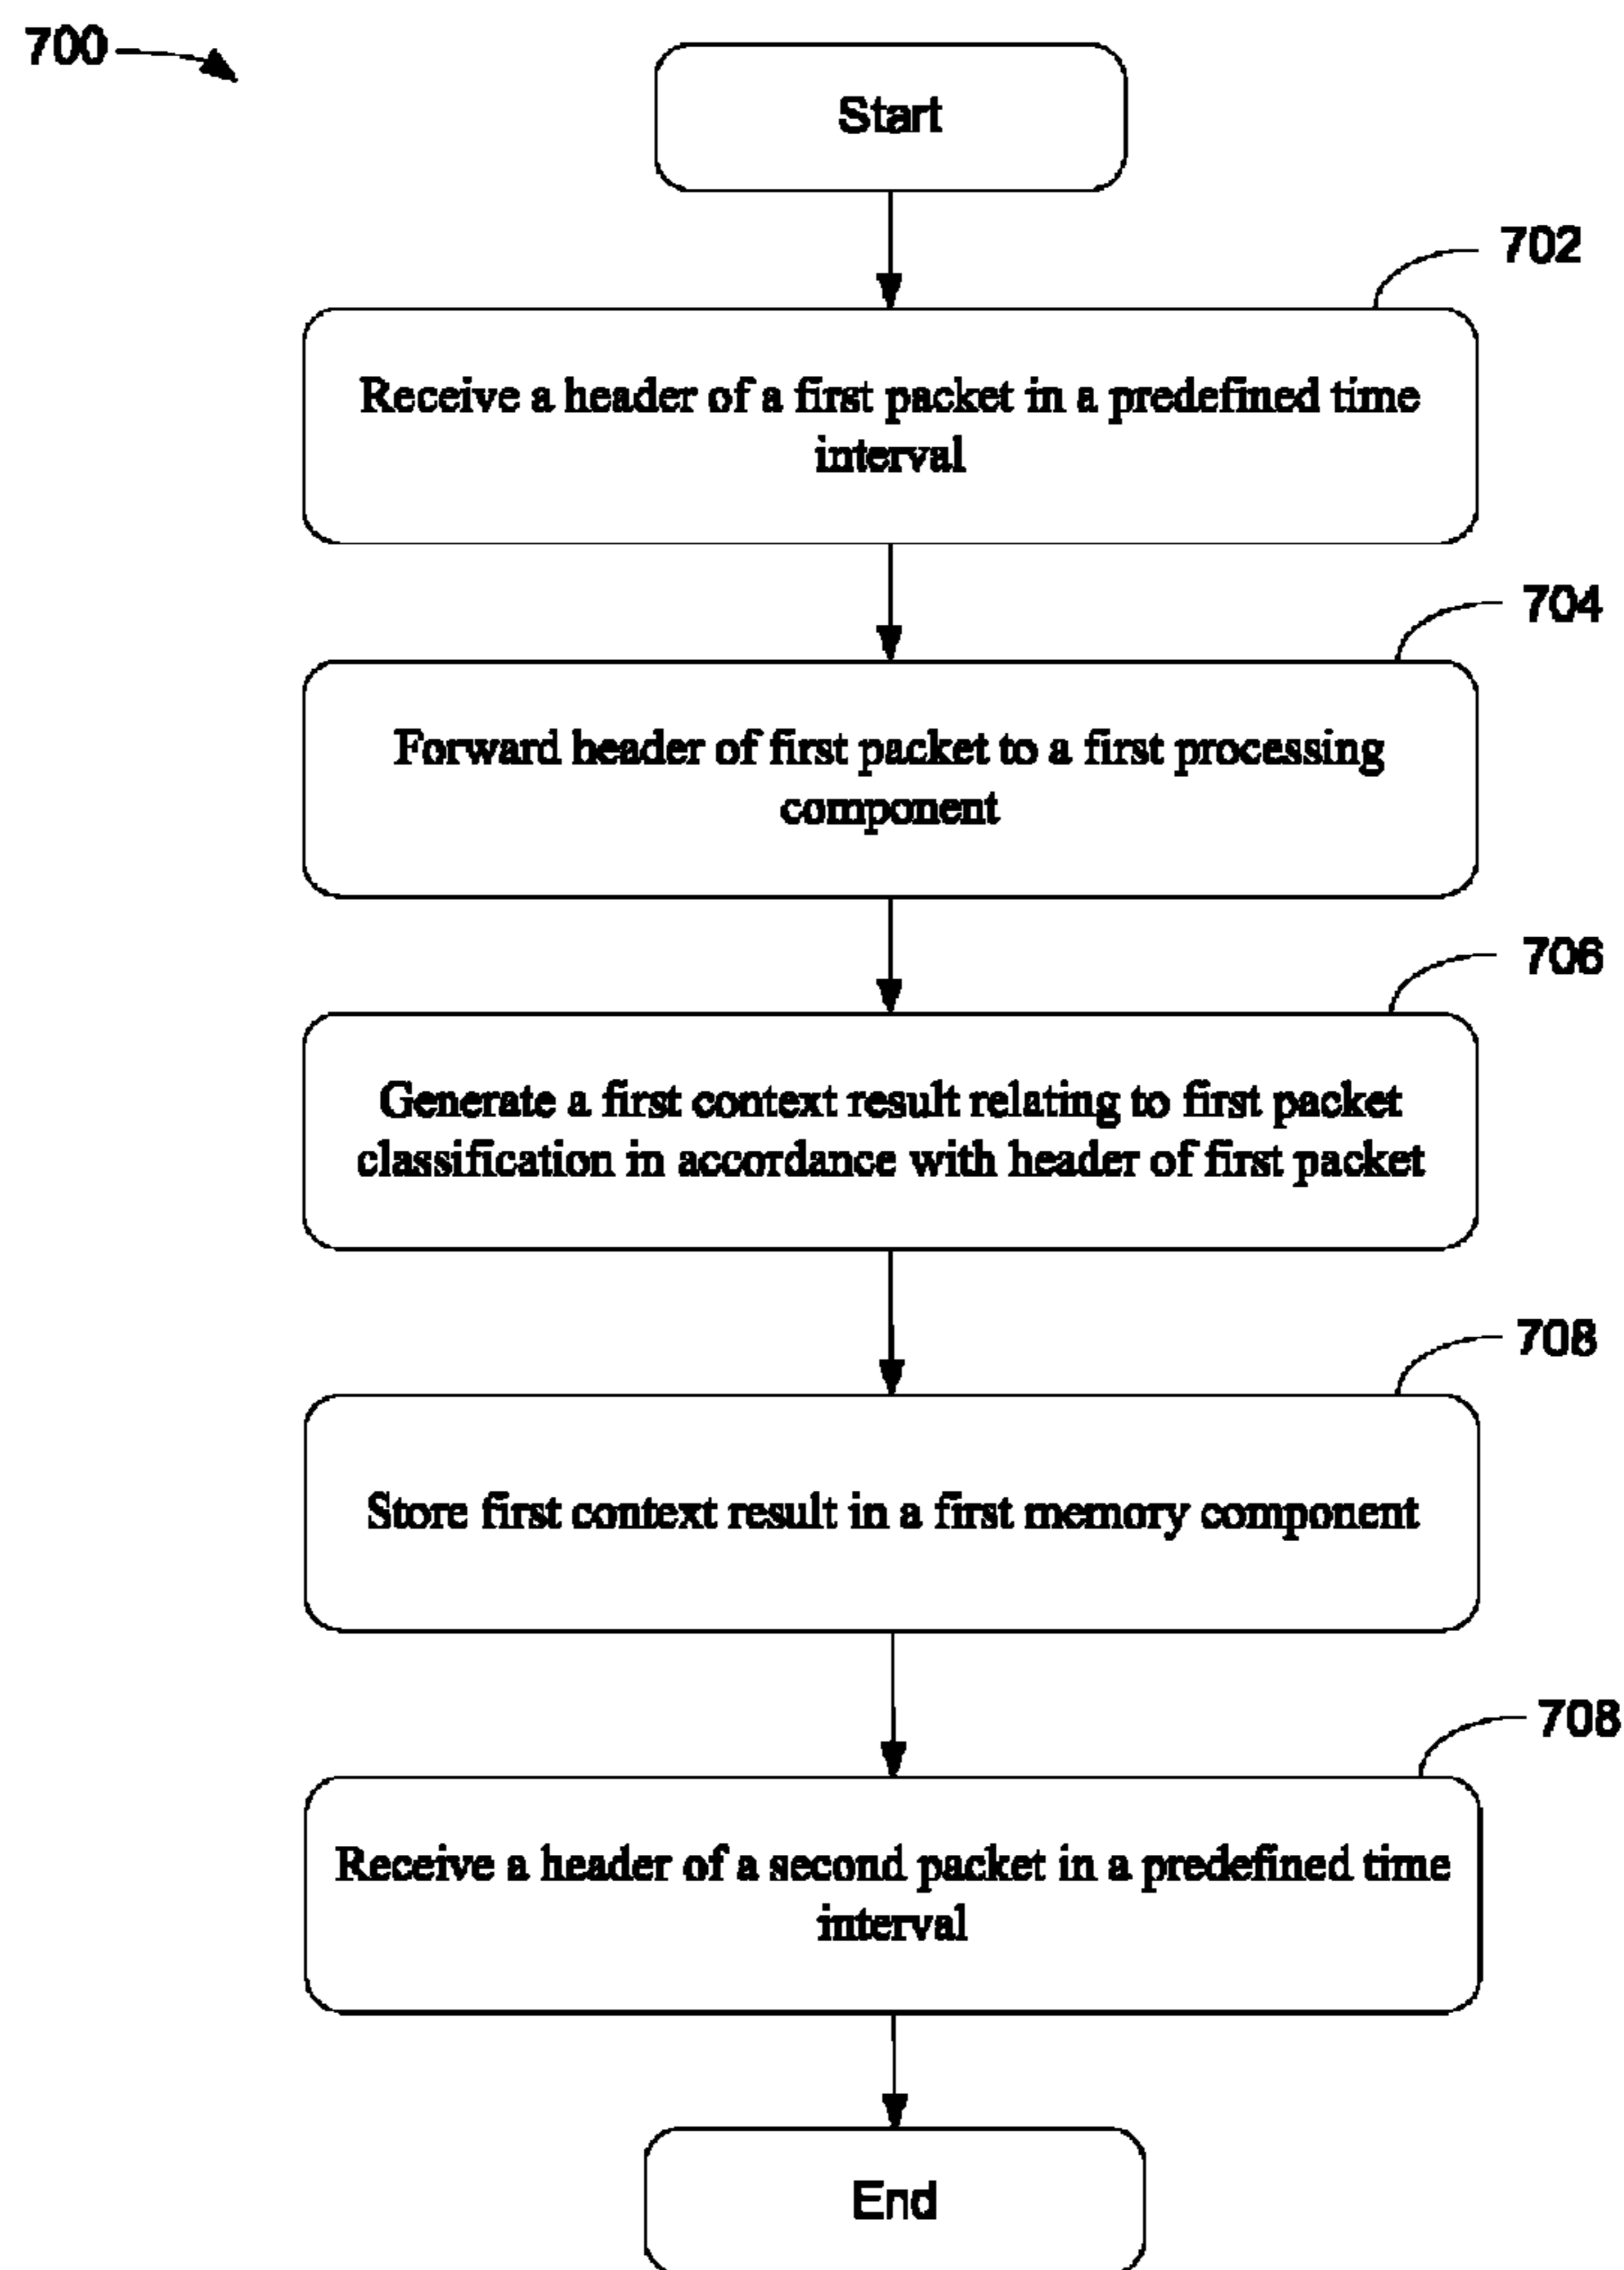 700
Start
702
Receive a header of a first packet in a predefined time
interval
704
Forward header of first packet to a first processing
component
706
Generate a first context result relating to first packet
classification in accordance with header of first packet
708
Store first context result in a first memory component
708
Receive a header of a second packet in a predefined time
interval
End